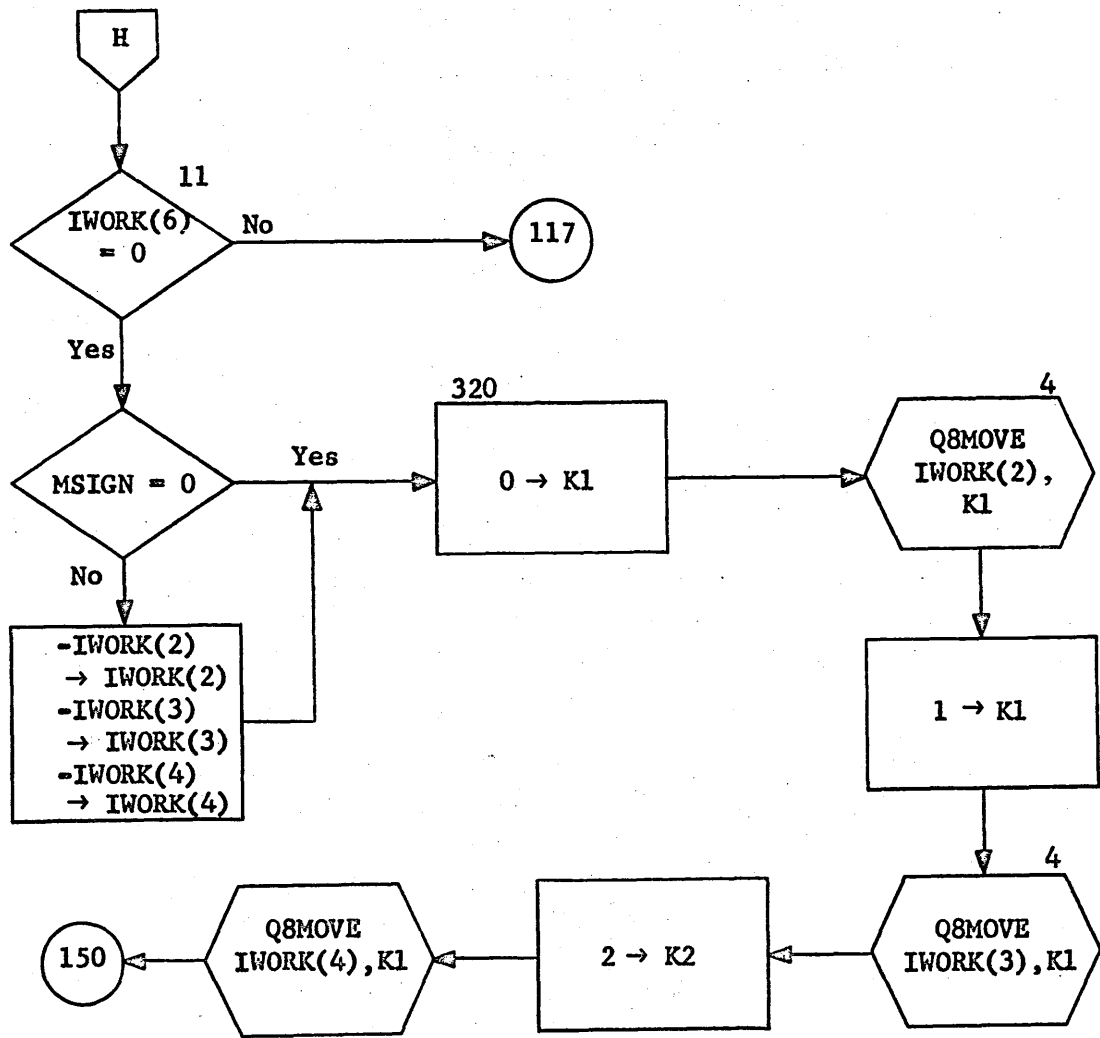 H
11
IWORK(6)
= 0
No
117
Yes
MSIGN = 0
Yes
320
0 → K1
4
Q8MOVE
IWORK(2),
K1
No
-IWORK(2)
→ IWORK(2)
-IWORK(3)
→ IWORK(3)
-IWORK(4)
→ IWORK(4)
1 → K1
4
Q8MOVE
IWORK(3),K1
2 → K2
Q8MOVE
IWORK(4),K1
150